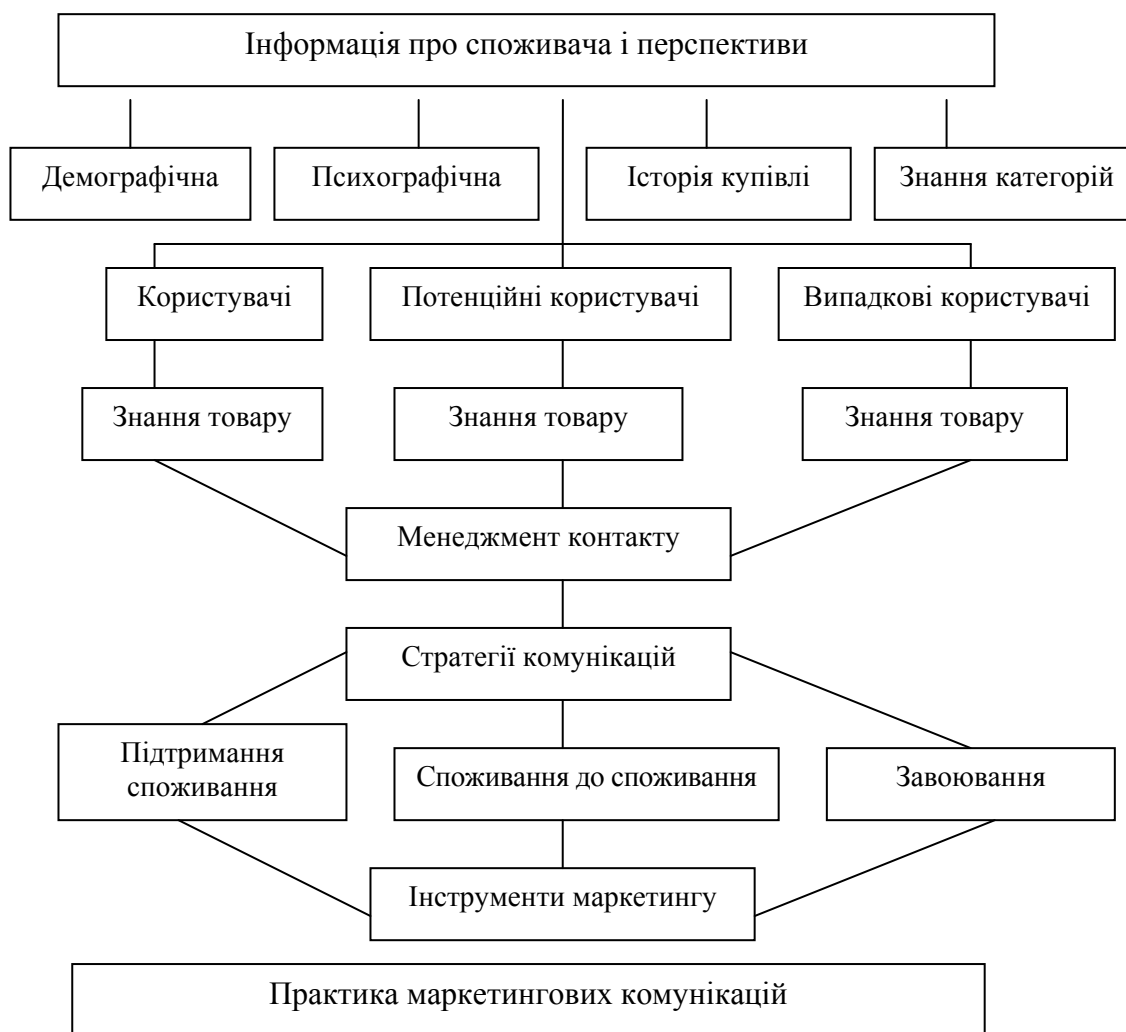 Інформація про споживача і перспективи
Демографічна
Психографічна
Історія купівлі
Знання категорій
Користувачі
Потенційні користувачі
Випадкові користувачі
Знання товару
Знання товару
Знання товару
Менеджмент контакту
Стратегії комунікацій
Підтримання
споживання
Споживання до споживання
Завоювання
Інструменти маркетингу
Практика маркетингових комунікацій